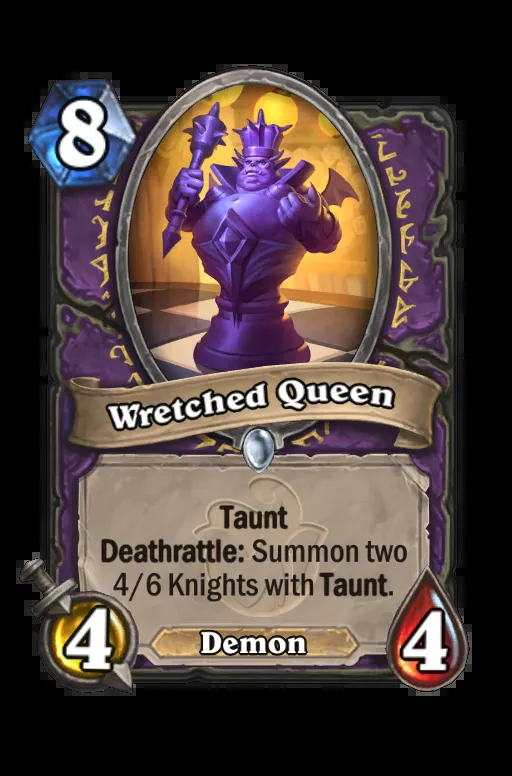 8
Wretched Queen
Taunt
Deathrattle: Summon two
4/6 Knights with Taunt.
4
Demon
4